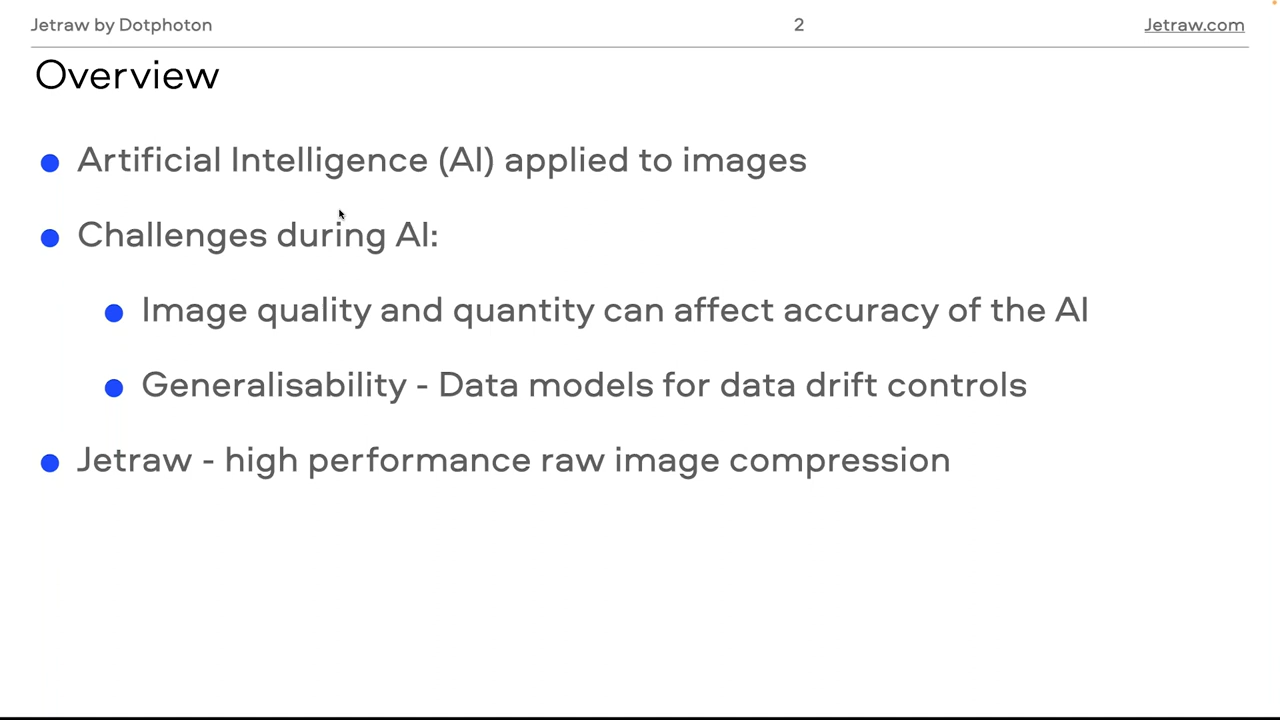 Jetraw by Dotphoton 2 Jetraw.com
Overview
Artificial Intelligence (AI) applied to images
Challenges during AI:
Image quality and quantity can affect accuracy of the AI
Generalisability - Data models for data drift controls
Jetraw - high performance raw image compression